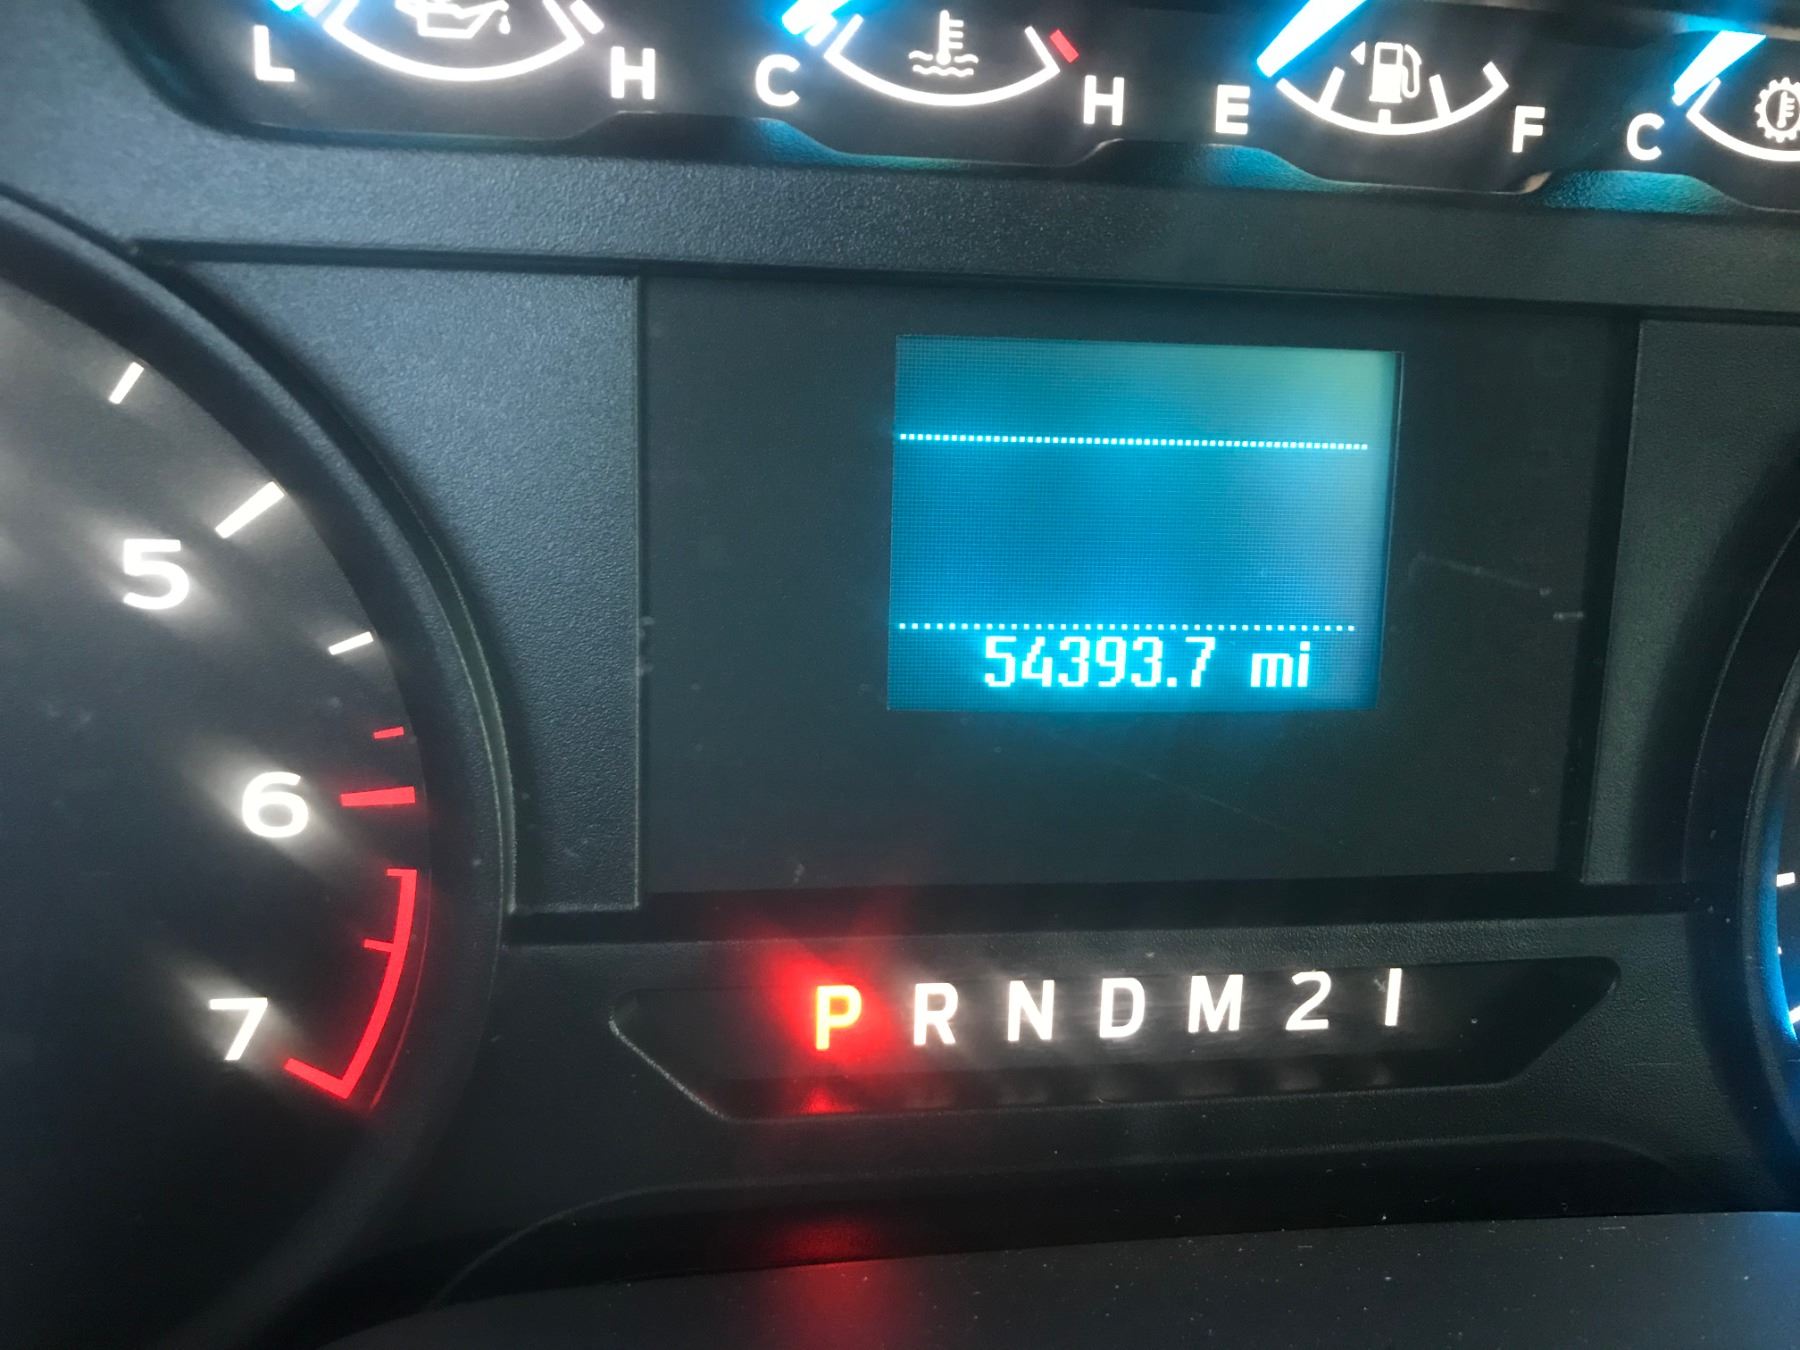 L H C H E F C
5
54393.7 mi
6
P R N D M 2 1
7